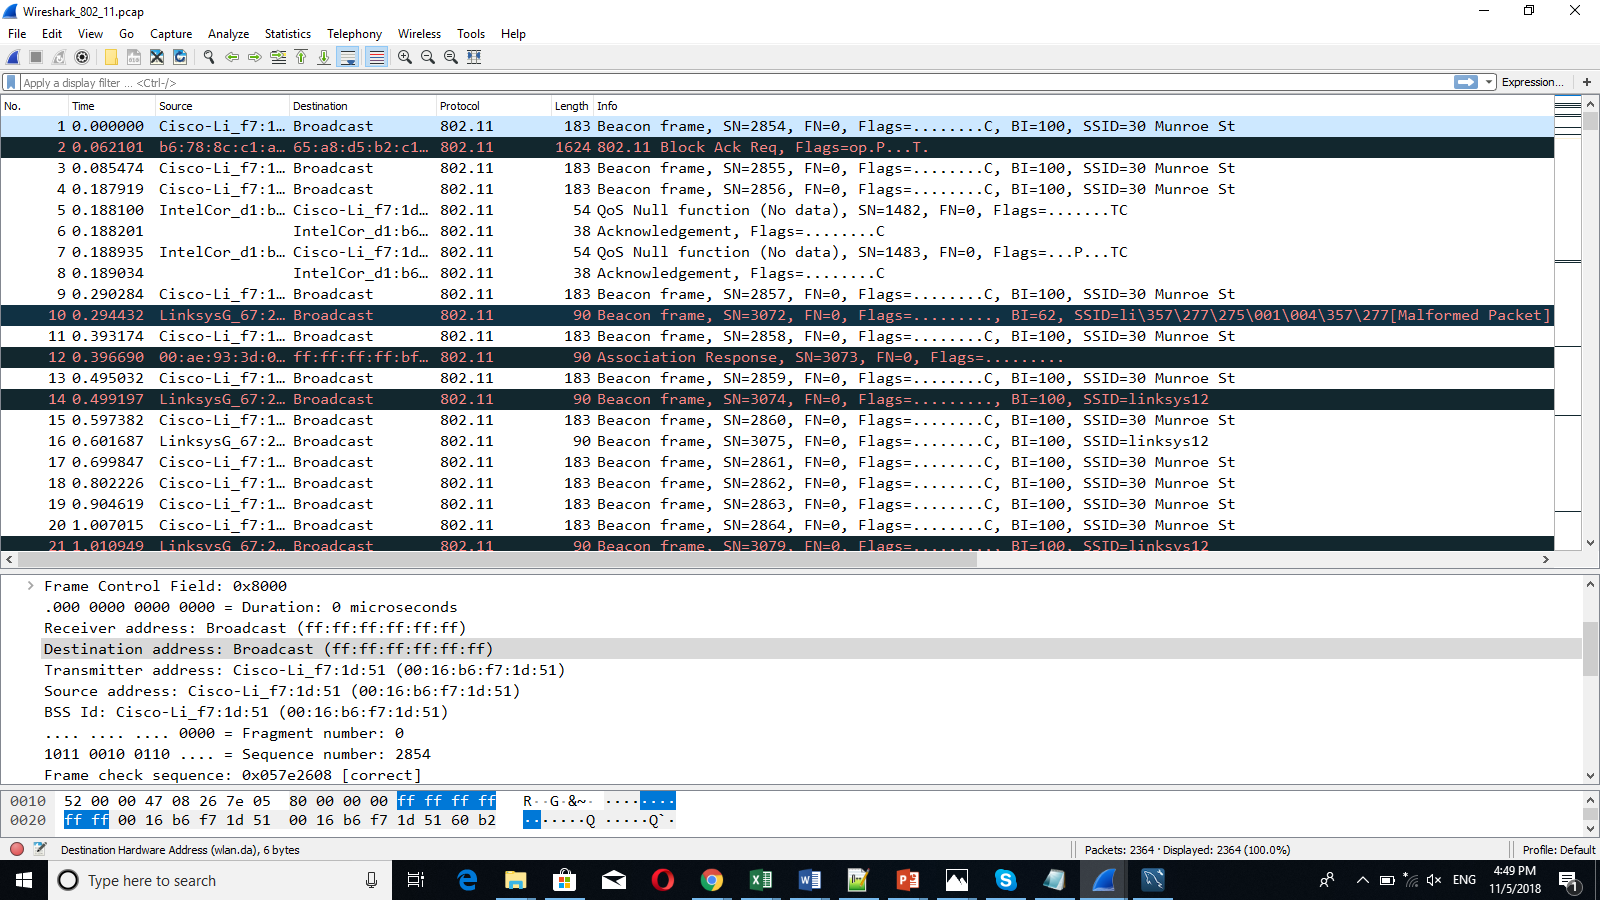 Wireshark_802_11.pcap
File Edit View Go Capture Analyze Statistics Telephony Wireless Tools Help
Apply a display filter ... <Ctrl-/> Expression... +
No. Time Source Destination Protocol Length Info
1 0.000000 Cisco-Li_f7:1… Broadcast 802.11 183 Beacon frame, SN=2854, FN=0, Flags=........C, BI=100, SSID=30 Munroe St
2 0.062101 b6:78:8c:c1:a… 65:a8:d5:b2:c1… 802.11 1624 802.11 Block Ack Req, Flags=op.P...T.
3 0.085474 Cisco-Li_f7:1… Broadcast 802.11 183 Beacon frame, SN=2855, FN=0, Flags=........C, BI=100, SSID=30 Munroe St
4 0.187919 Cisco-Li_f7:1… Broadcast 802.11 183 Beacon frame, SN=2856, FN=0, Flags=........C, BI=100, SSID=30 Munroe St
5 0.188100 IntelCor_d1:b… Cisco-Li_f7:1d… 802.11 54 QoS Null function (No data), SN=1482, FN=0, Flags=.......TC
6 0.188201 IntelCor_d1:b6… 802.11 38 Acknowledgement, Flags=........C
7 0.188935 IntelCor_d1:b… Cisco-Li_f7:1d… 802.11 54 QoS Null function (No data), SN=1483, FN=0, Flags=...P...TC
8 0.189034 IntelCor_d1:b6… 802.11 38 Acknowledgement, Flags=........C
9 0.290284 Cisco-Li_f7:1… Broadcast 802.11 183 Beacon frame, SN=2857, FN=0, Flags=........C, BI=100, SSID=30 Munroe St
10 0.294432 LinksysG_67:2… Broadcast 802.11 90 Beacon frame, SN=3072, FN=0, Flags=........., BI=62, SSID=li\357\277\275\001\004\357\277[Malformed Packet]
11 0.393174 Cisco-Li_f7:1… Broadcast 802.11 183 Beacon frame, SN=2858, FN=0, Flags=........C, BI=100, SSID=30 Munroe St
12 0.396690 00:ae:93:3d:0… ff:ff:ff:ff:bf… 802.11 90 Association Response, SN=3073, FN=0, Flags=.........
13 0.495032 Cisco-Li_f7:1… Broadcast 802.11 183 Beacon frame, SN=2859, FN=0, Flags=........C, BI=100, SSID=30 Munroe St
14 0.499197 LinksysG_67:2… Broadcast 802.11 90 Beacon frame, SN=3074, FN=0, Flags=........., BI=100, SSID=linksys12
15 0.597382 Cisco-Li_f7:1… Broadcast 802.11 183 Beacon frame, SN=2860, FN=0, Flags=........C, BI=100, SSID=30 Munroe St
16 0.601687 LinksysG_67:2… Broadcast 802.11 90 Beacon frame, SN=3075, FN=0, Flags=........., BI=100, SSID=linksys12
17 0.699847 Cisco-Li_f7:1… Broadcast 802.11 183 Beacon frame, SN=2861, FN=0, Flags=........C, BI=100, SSID=30 Munroe St
18 0.802226 Cisco-Li_f7:1… Broadcast 802.11 183 Beacon frame, SN=2862, FN=0, Flags=........C, BI=100, SSID=30 Munroe St
19 0.904619 Cisco-Li_f7:1… Broadcast 802.11 183 Beacon frame, SN=2863, FN=0, Flags=........C, BI=100, SSID=30 Munroe St
20 1.007015 Cisco-Li_f7:1… Broadcast 802.11 183 Beacon frame, SN=2864, FN=0, Flags=........C, BI=100, SSID=30 Munroe St
21 1.010949 LinksysG_67:2… Broadcast 802.11 90 Beacon frame, SN=3079, FN=0, Flags=........., BI=100, SSID=linksys12
Frame Control Field: 0x8000
.000 0000 0000 0000 = Duration: 0 microseconds
Receiver address: Broadcast (ff:ff:ff:ff:ff:ff)
Destination address: Broadcast (ff:ff:ff:ff:ff:ff)
Transmitter address: Cisco-Li_f7:1d:51 (00:16:b6:f7:1d:51)
Source address: Cisco-Li_f7:1d:51 (00:16:b6:f7:1d:51)
BSS Id: Cisco-Li_f7:1d:51 (00:16:b6:f7:1d:51)
.... .... .... 0000 = Fragment number: 0
1011 0010 0110 .... = Sequence number: 2854
Frame check sequence: 0x057e2608 [correct]
0010 52 00 00 47 08 26 7e 05 80 00 00 00 ff ff ff ff R··G·&~· ········
0020 ff ff 00 16 b6 f7 1d 51 00 16 b6 f7 1d 51 60 b2 ·······Q ·····Q`·
Destination Hardware Address (wlan.da), 6 bytes Packets: 2364 · Displayed: 2364 (100.0%) Profile: Default
Type here to search ENG 4:49 PM
11/5/2018 1